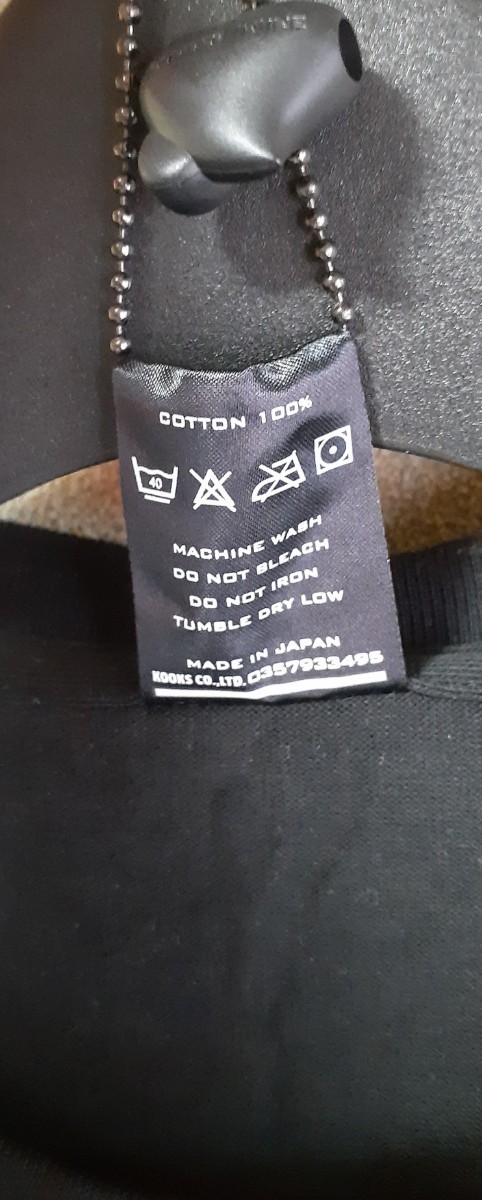 COTTON 100%
40
MACHINE WASH
DO NOT BLEACH
DO NOT IRON
TUMBLE DRY LOW
MADE IN JAPAN
KOOKS CO.,LTD. 0357933495